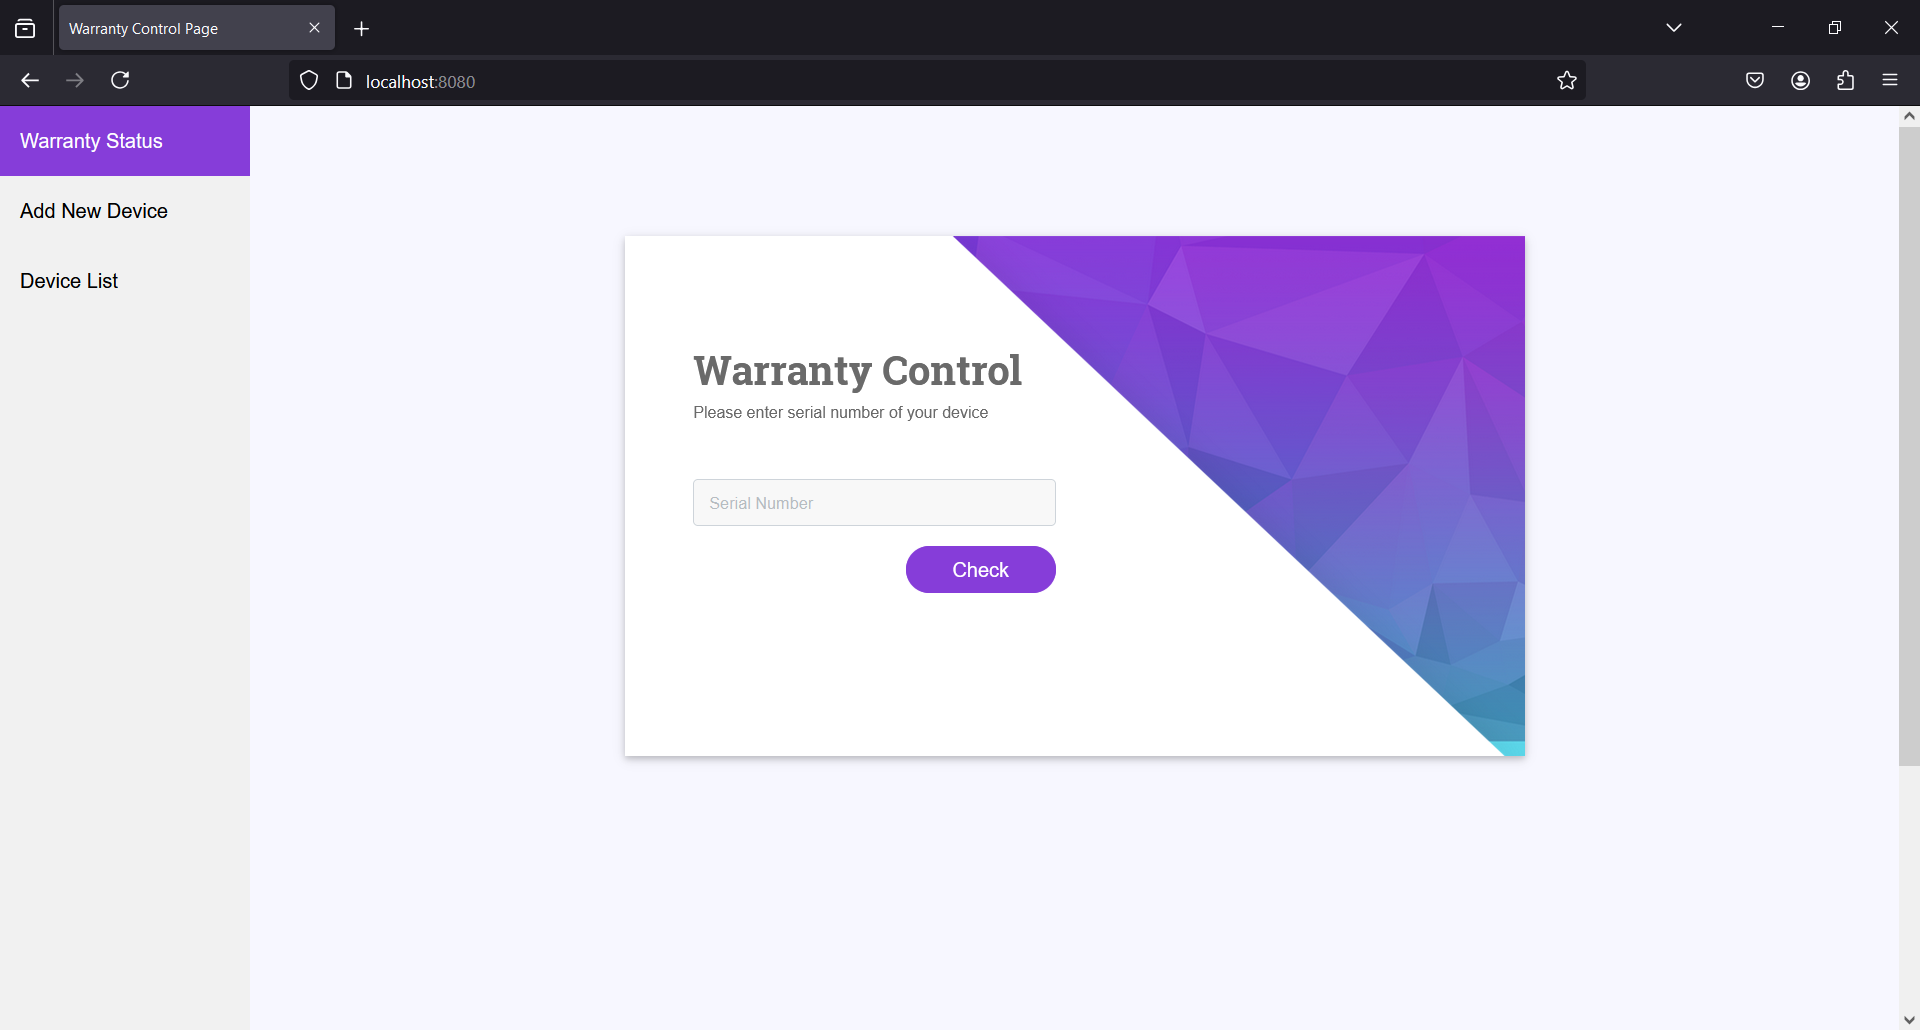 Warranty Control Page
localhost:8080
Warranty Status
Add New Device
Device List
Warranty Control
Please enter serial number of your device
Serial Number
Check